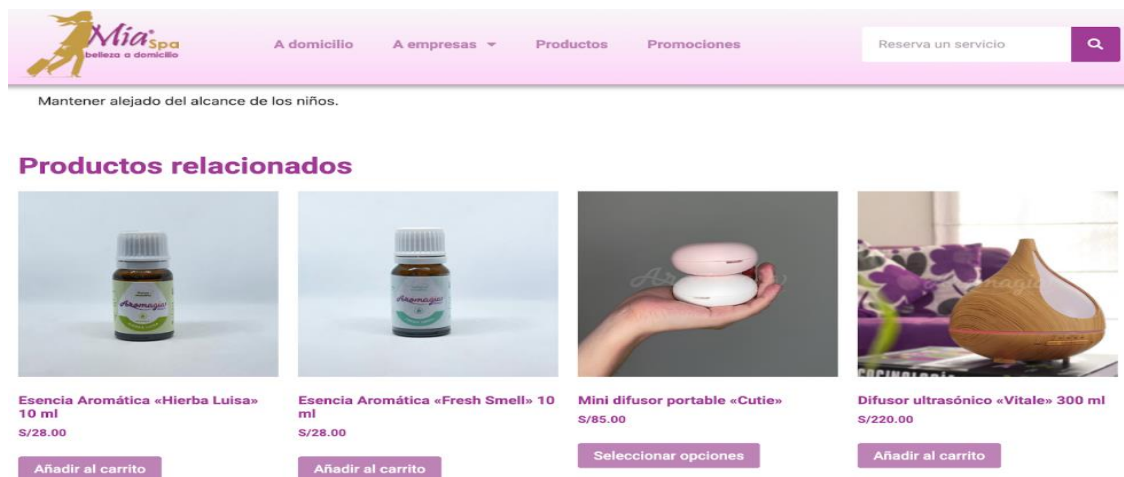 Mia Spa
belleza a domicilio
A domicilio
A empresas
Productos
Promociones
Reserva un servicio
Mantener alejado del alcance de los niños.
Productos relacionados
Aromagia
Aromagia
Esencia Aromática «Hierba Luisa»
10 ml
S/28.00
Añadir al carrito
Esencia Aromática «Fresh Smell» 10
ml
S/28.00
Añadir al carrito
Mini difusor portable «Cutie»
S/85.00
Seleccionar opciones
Difusor ultrasónico «Vitale» 300 ml
S/220.00
Añadir al carrito